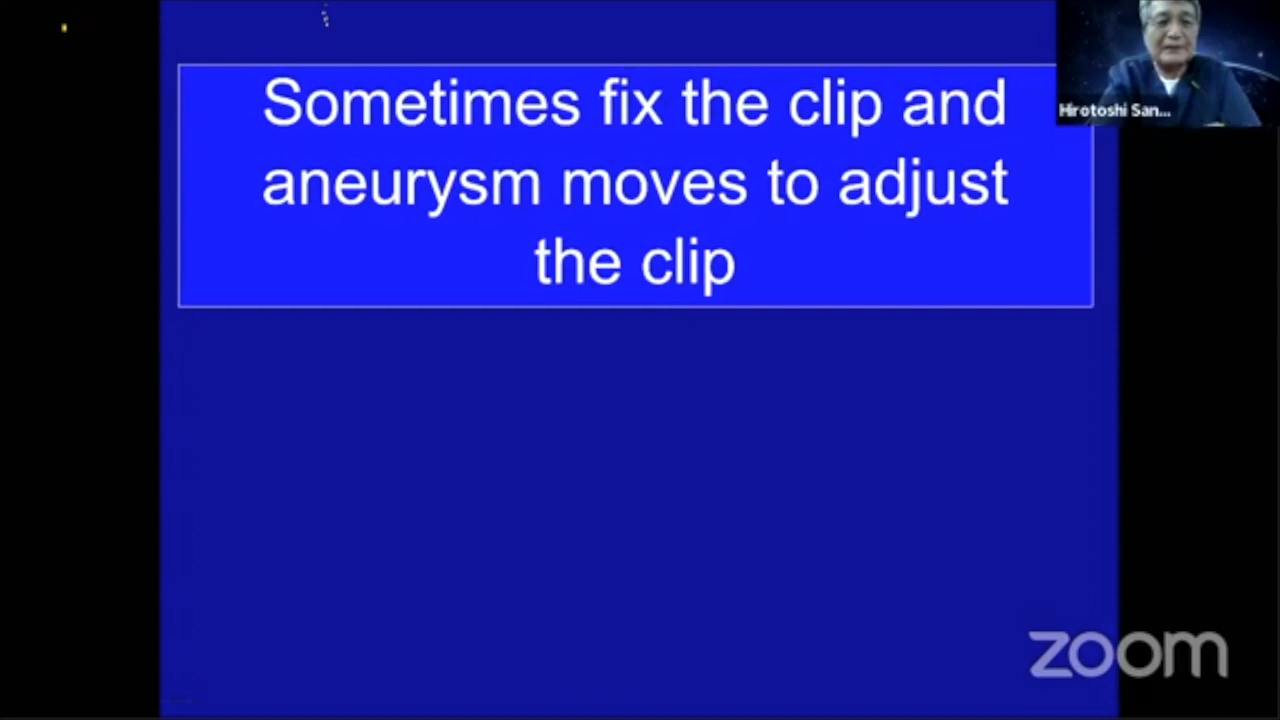 Sometimes fix the clip and
aneurysm moves to adjust
the clip
Hirotoshi San...
zoom